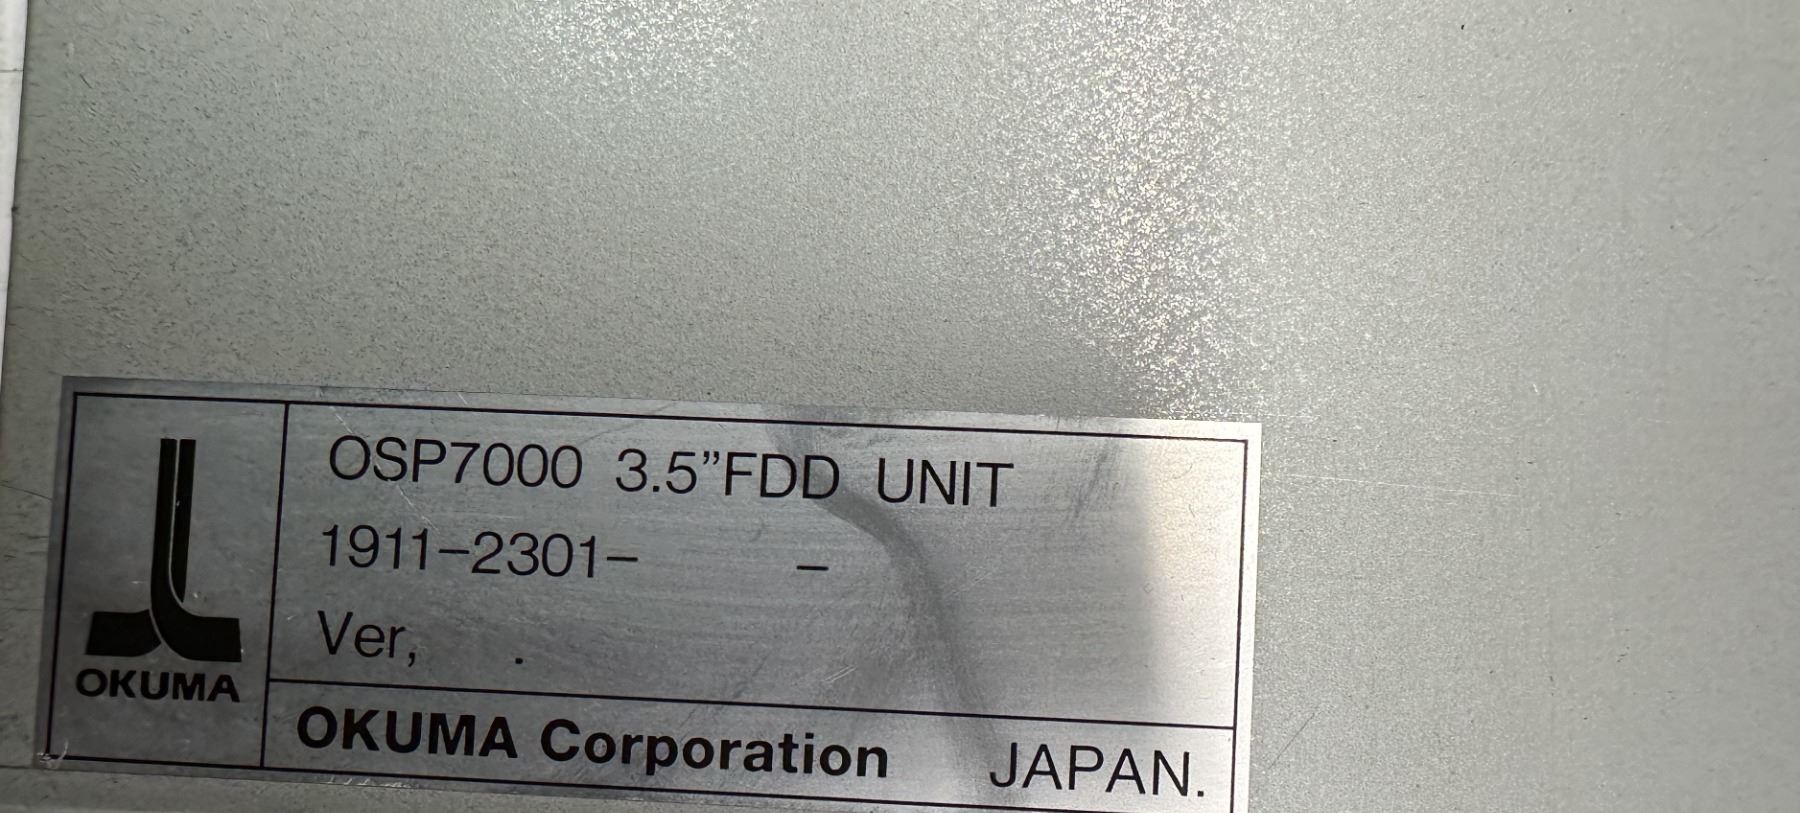 OSP7000 3.5”FDD UNIT
1911-2301-     -
Ver,     .
OKUMA
OKUMA Corporation JAPAN.